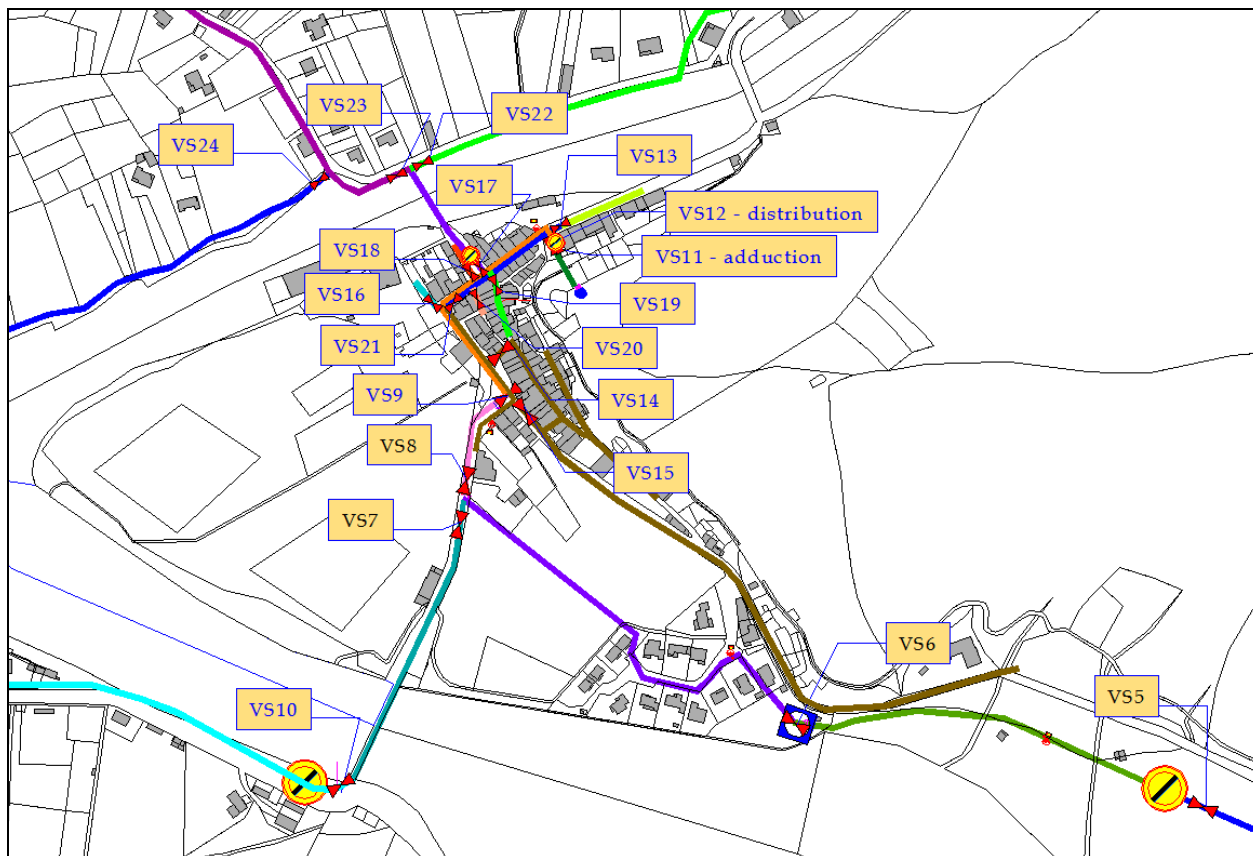 VS23
VS22
VS24
VS13
VS17
VS12 - distribution
VS18
VS11 - adduction
VS16
VS19
VS21
VS20
VS9
VS14
VS8
VS15
VS7
VS6
VS5
VS10